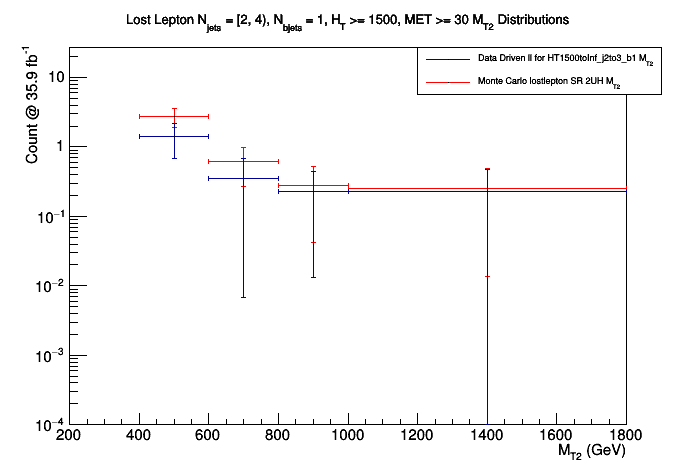 Lost Lepton N_jets = [2, 4), N_bjets = 1, H_T >= 1500, MET >= 30 M_T2 Distributions
Data Driven II for HT1500toInf_j2to3_b1 M_T2
Monte Carlo lostlepton SR 2UH M_T2
Count @ 35.9 fb^-1
10
1
10^-1
10^-2
10^-3
10^-4
200 400 600 800 1000 1200 1400 1600 1800
M_T2 (GeV)